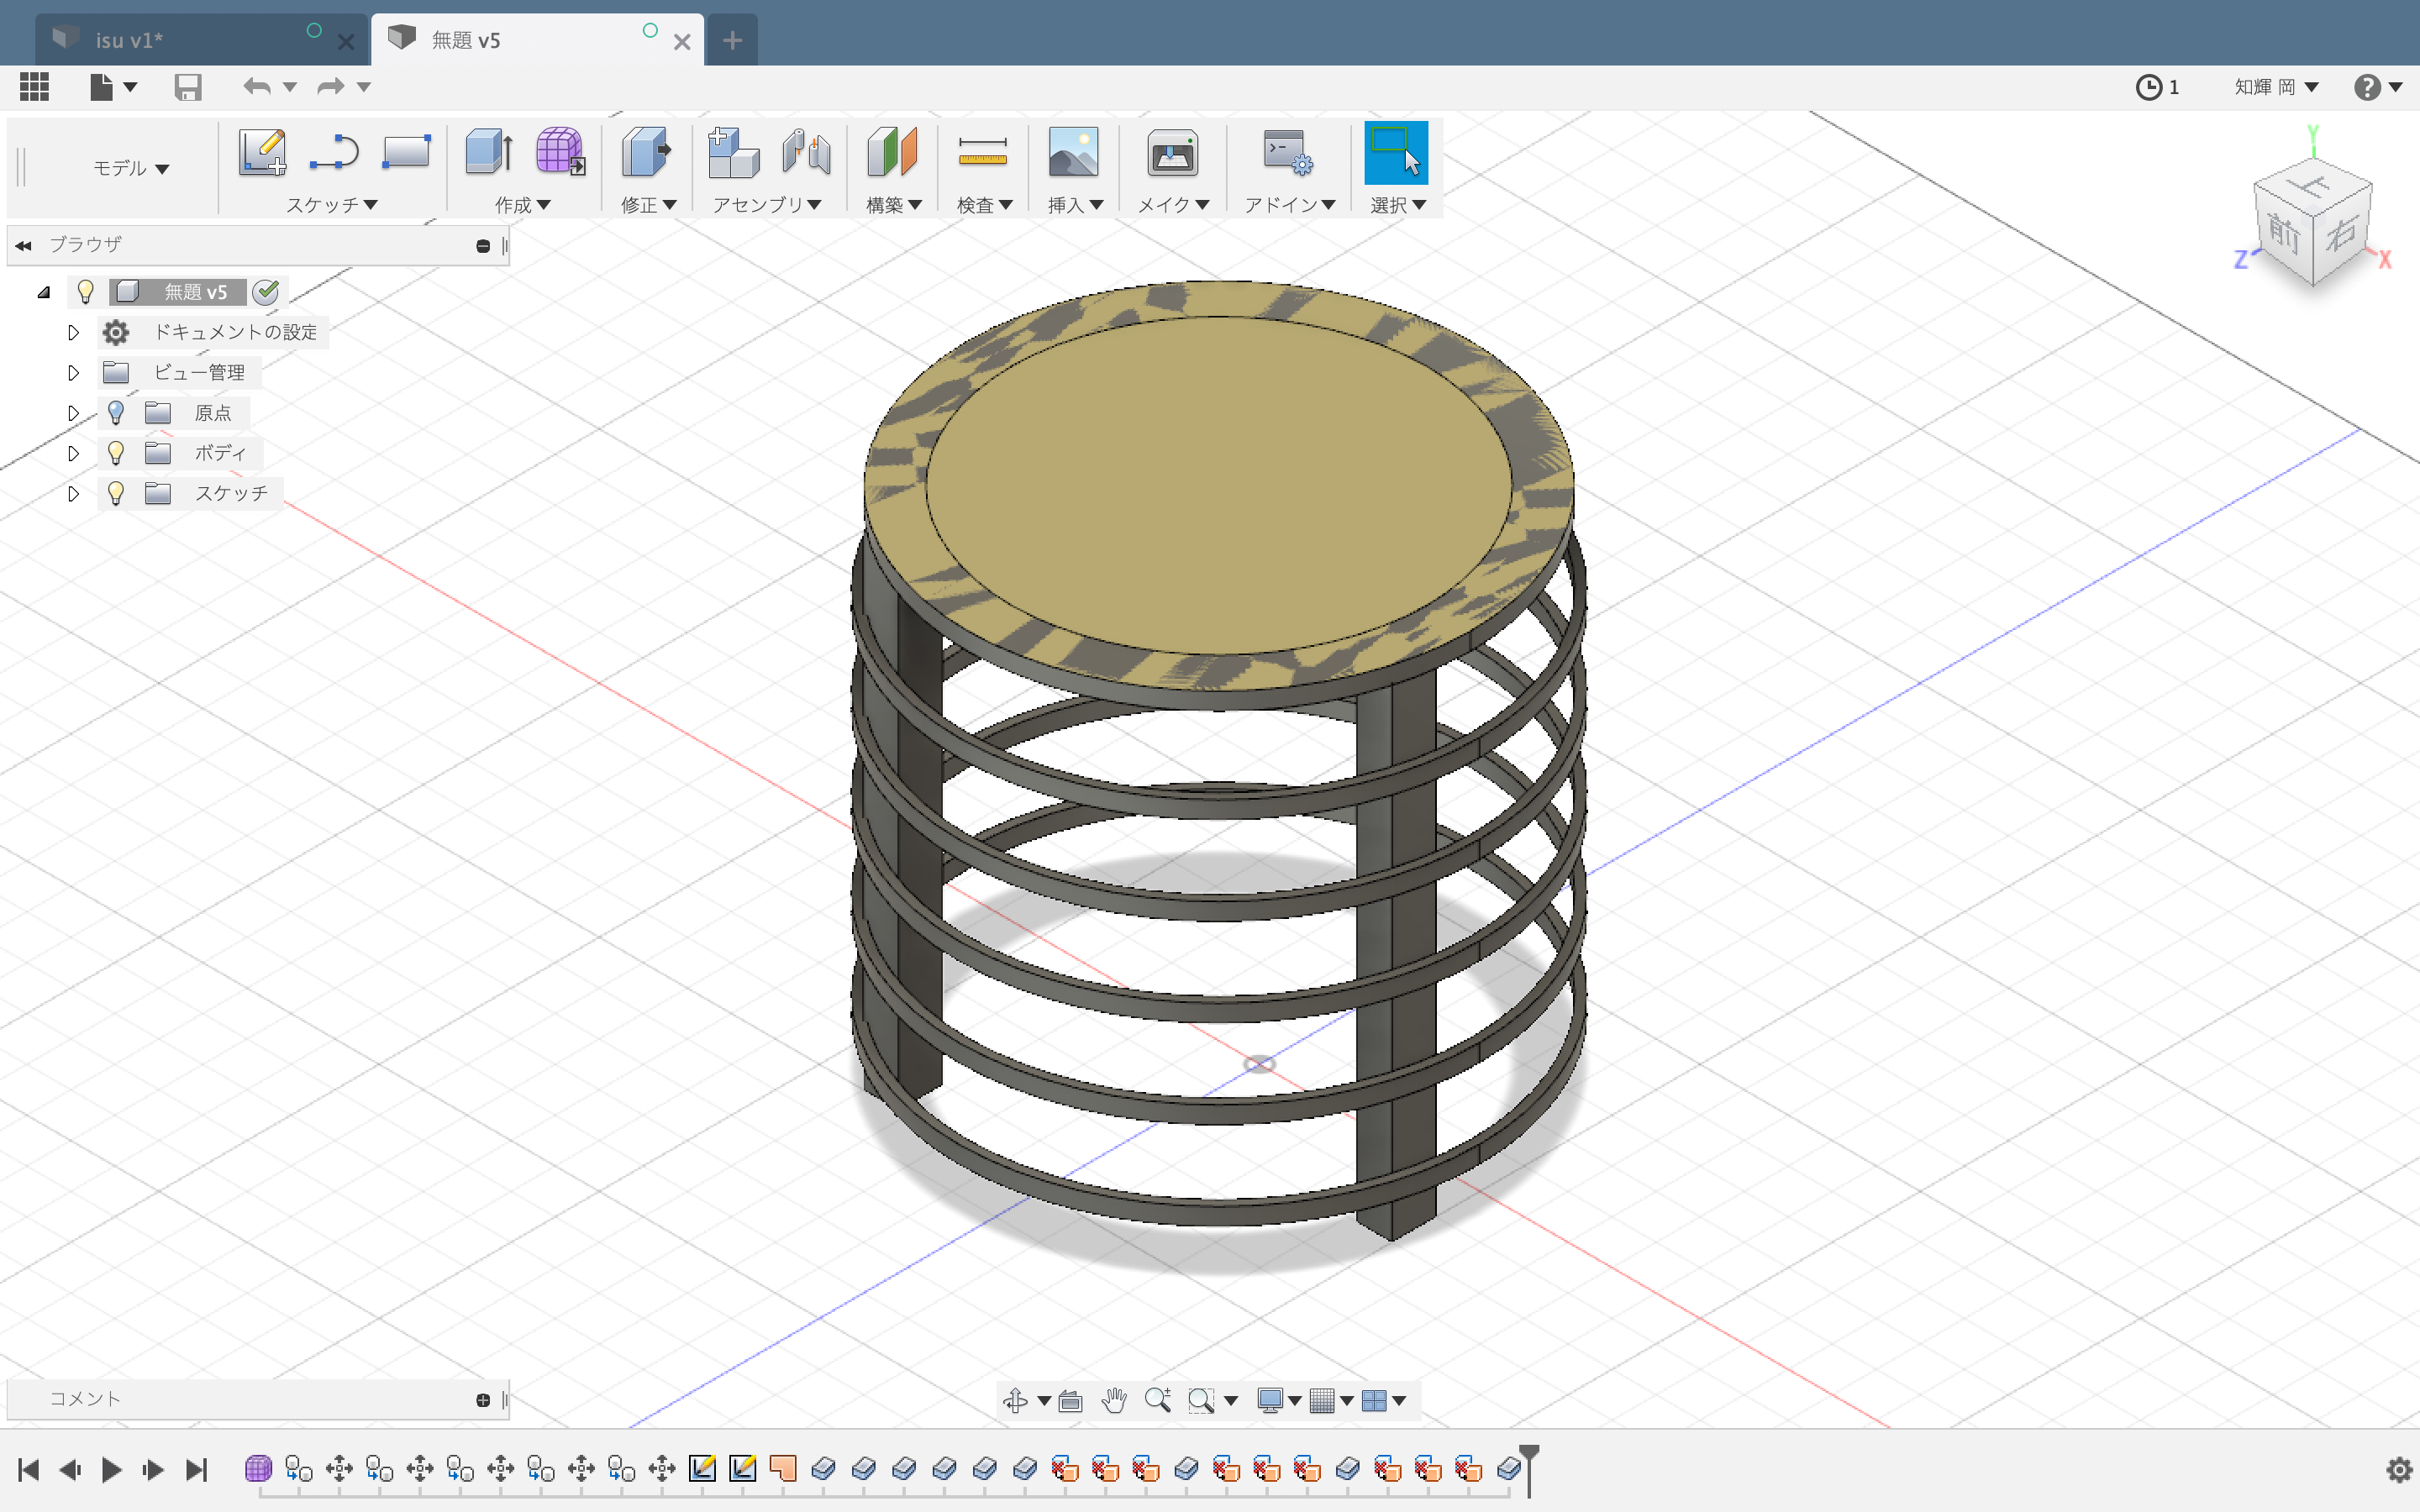 isu v1*
無題 v5
1
知輝 岡
モデル
スケッチ
作成
修正
アセンブリ
構築
検査
挿入
メイク
アドイン
選択
Y
上
前
右
Z
X
ブラウザ
無題 v5
ドキュメントの設定
ビュー管理
原点
ボディ
スケッチ
コメント